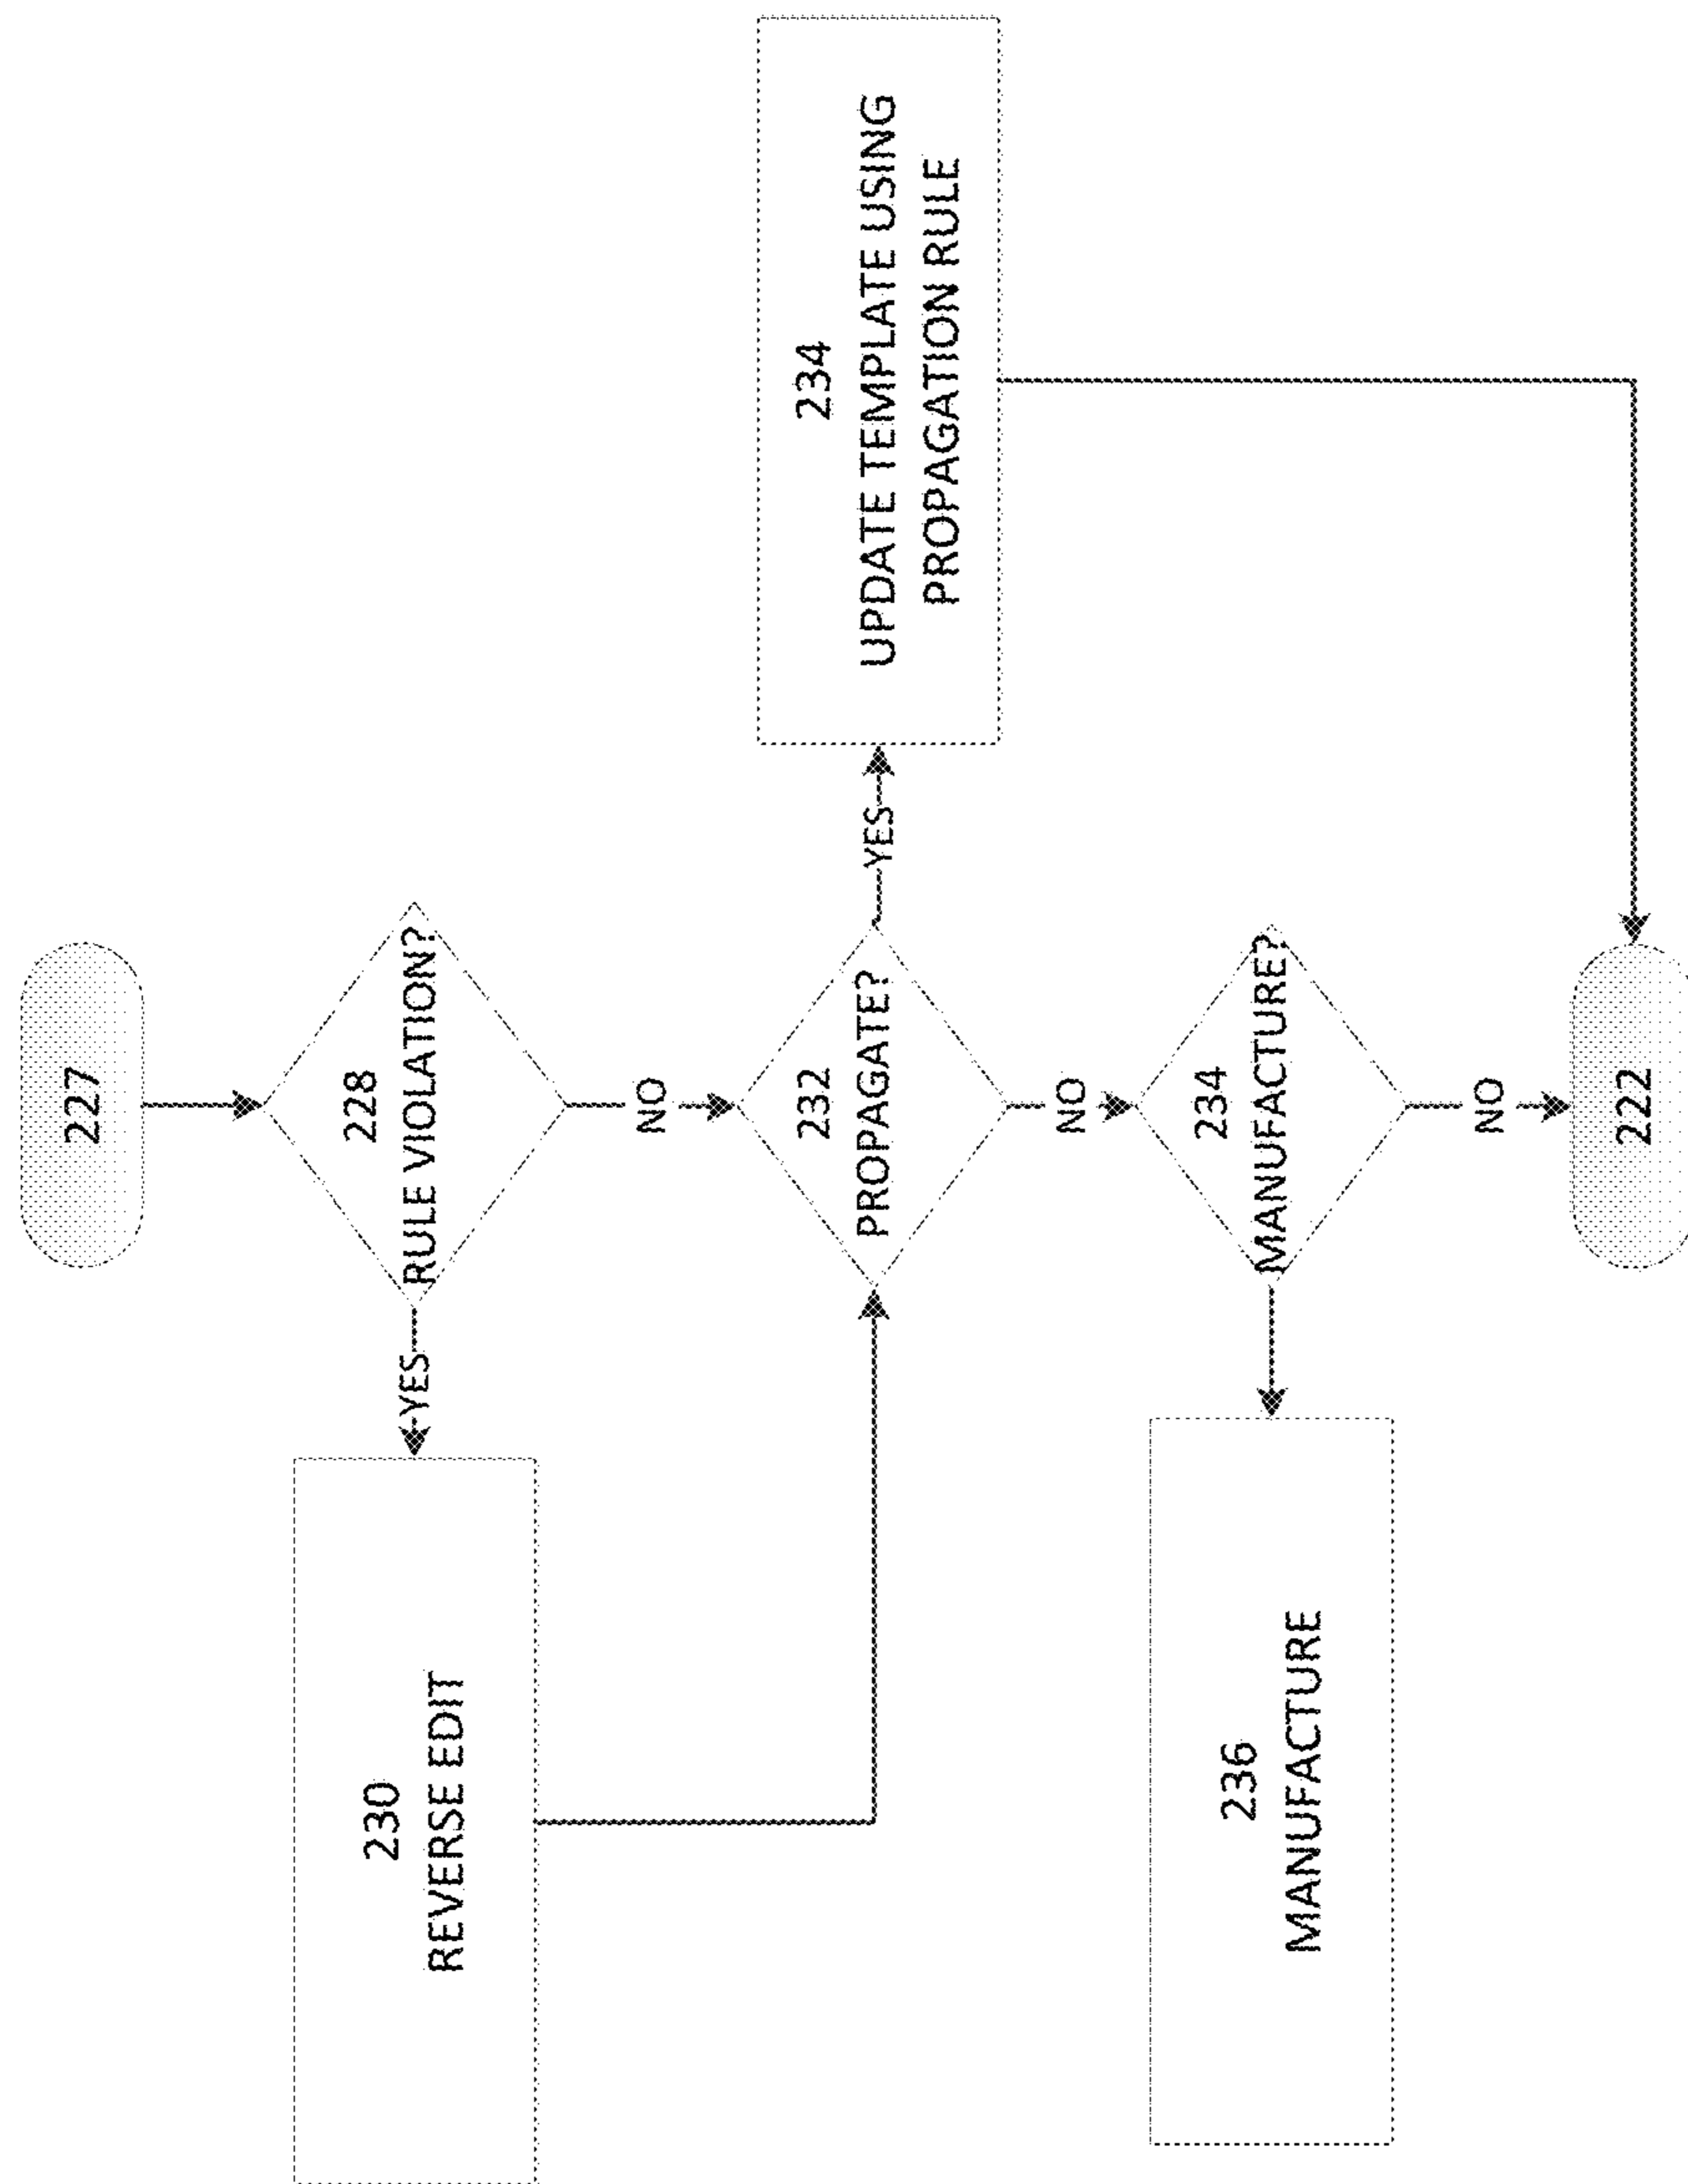 227
228
RULE VIOLATION?
YES
230
REVERSE EDIT
NO
232
PROPAGATE?
YES
234
UPDATE TEMPLATE USING
PROPAGATION RULE
NO
234
MANUFACTURE?
236
MANUFACTURE
NO
222